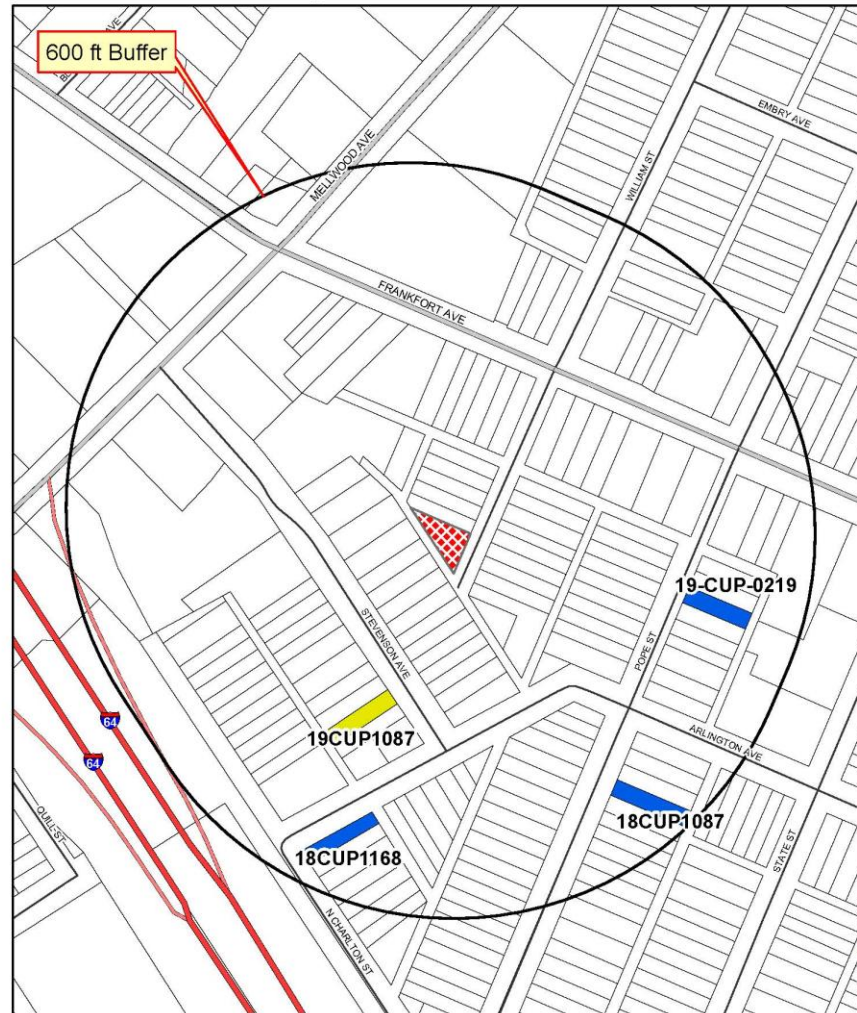 600 ft Buffer
MELLWOOD AVE
EMBRY AVE
WILLIAM ST
FRANKFORT AVE
19-CUP-0219
STEVENSON AVE
POPE ST
19CUP1087
64
64
ARLINGTON AVE
18CUP1087
18CUP1168
QUILL ST
STATE ST
N CHARLTON ST